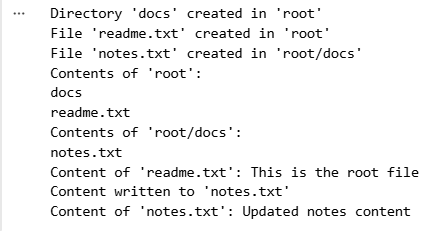 Directory 'docs' created in 'root'
File 'readme.txt' created in 'root'
File 'notes.txt' created in 'root/docs'
Contents of 'root':
docs
readme.txt
Contents of 'root/docs':
notes.txt
Content of 'readme.txt': This is the root file
Content written to 'notes.txt'
Content of 'notes.txt': Updated notes content